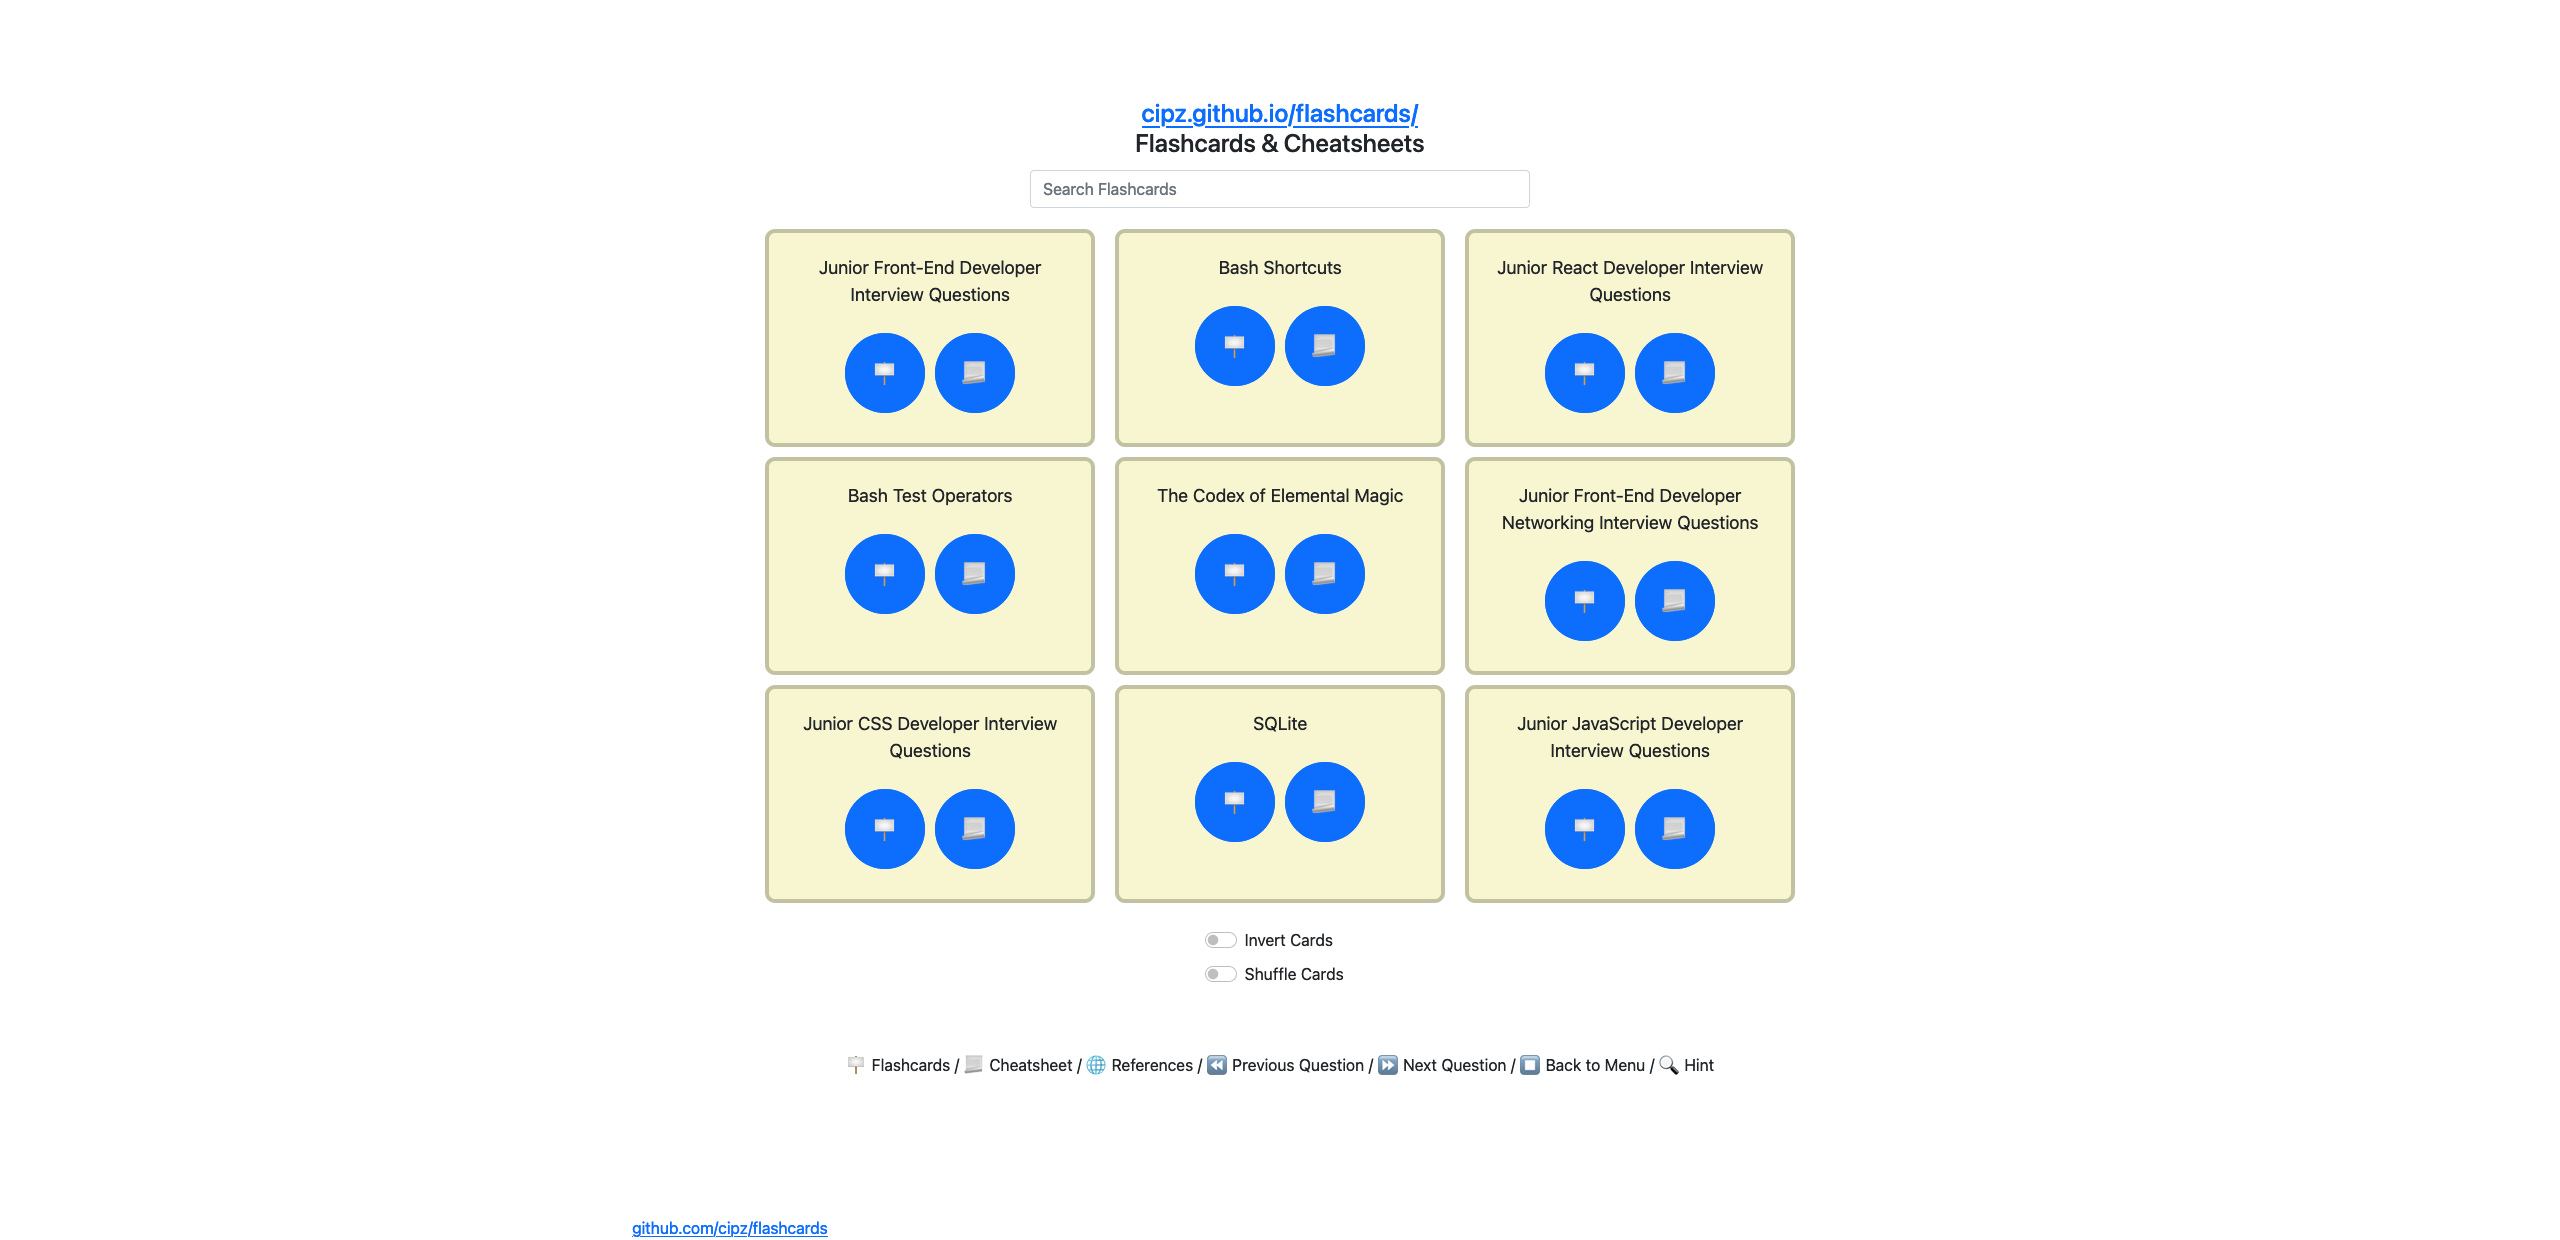 cipz.github.io/flashcards/
Flashcards & Cheatsheets
Search Flashcards
Junior Front-End Developer
Interview Questions
Bash Shortcuts
Junior React Developer Interview
Questions
Bash Test Operators
The Codex of Elemental Magic
Junior Front-End Developer
Networking Interview Questions
Junior CSS Developer Interview
Questions
SQLite
Junior JavaScript Developer
Interview Questions
Invert Cards
Shuffle Cards
Flashcards / Cheatsheet / References / Previous Question / Next Question / Back to Menu / Hint
github.com/cipz/flashcards